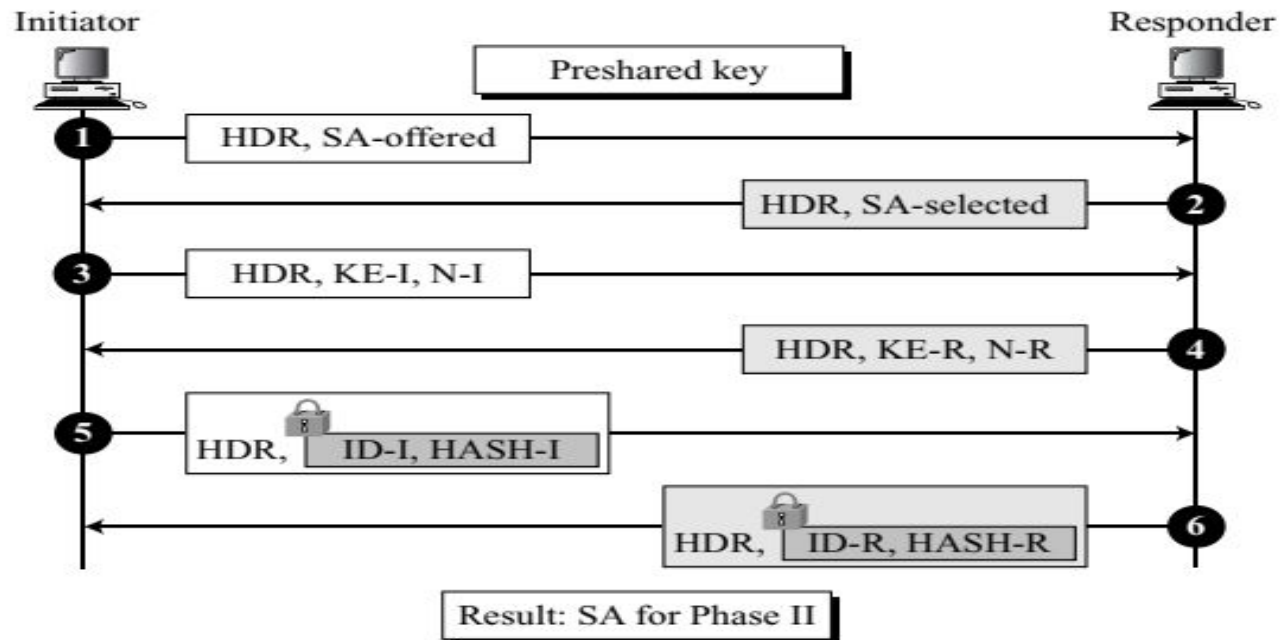 Initiator
Responder
Preshared key
1
HDR, SA-offered
HDR, SA-selected
2
3
HDR, KE-I, N-I
HDR, KE-R, N-R
4
5
HDR, ID-I, HASH-I
HDR, ID-R, HASH-R
6
Result: SA for Phase II